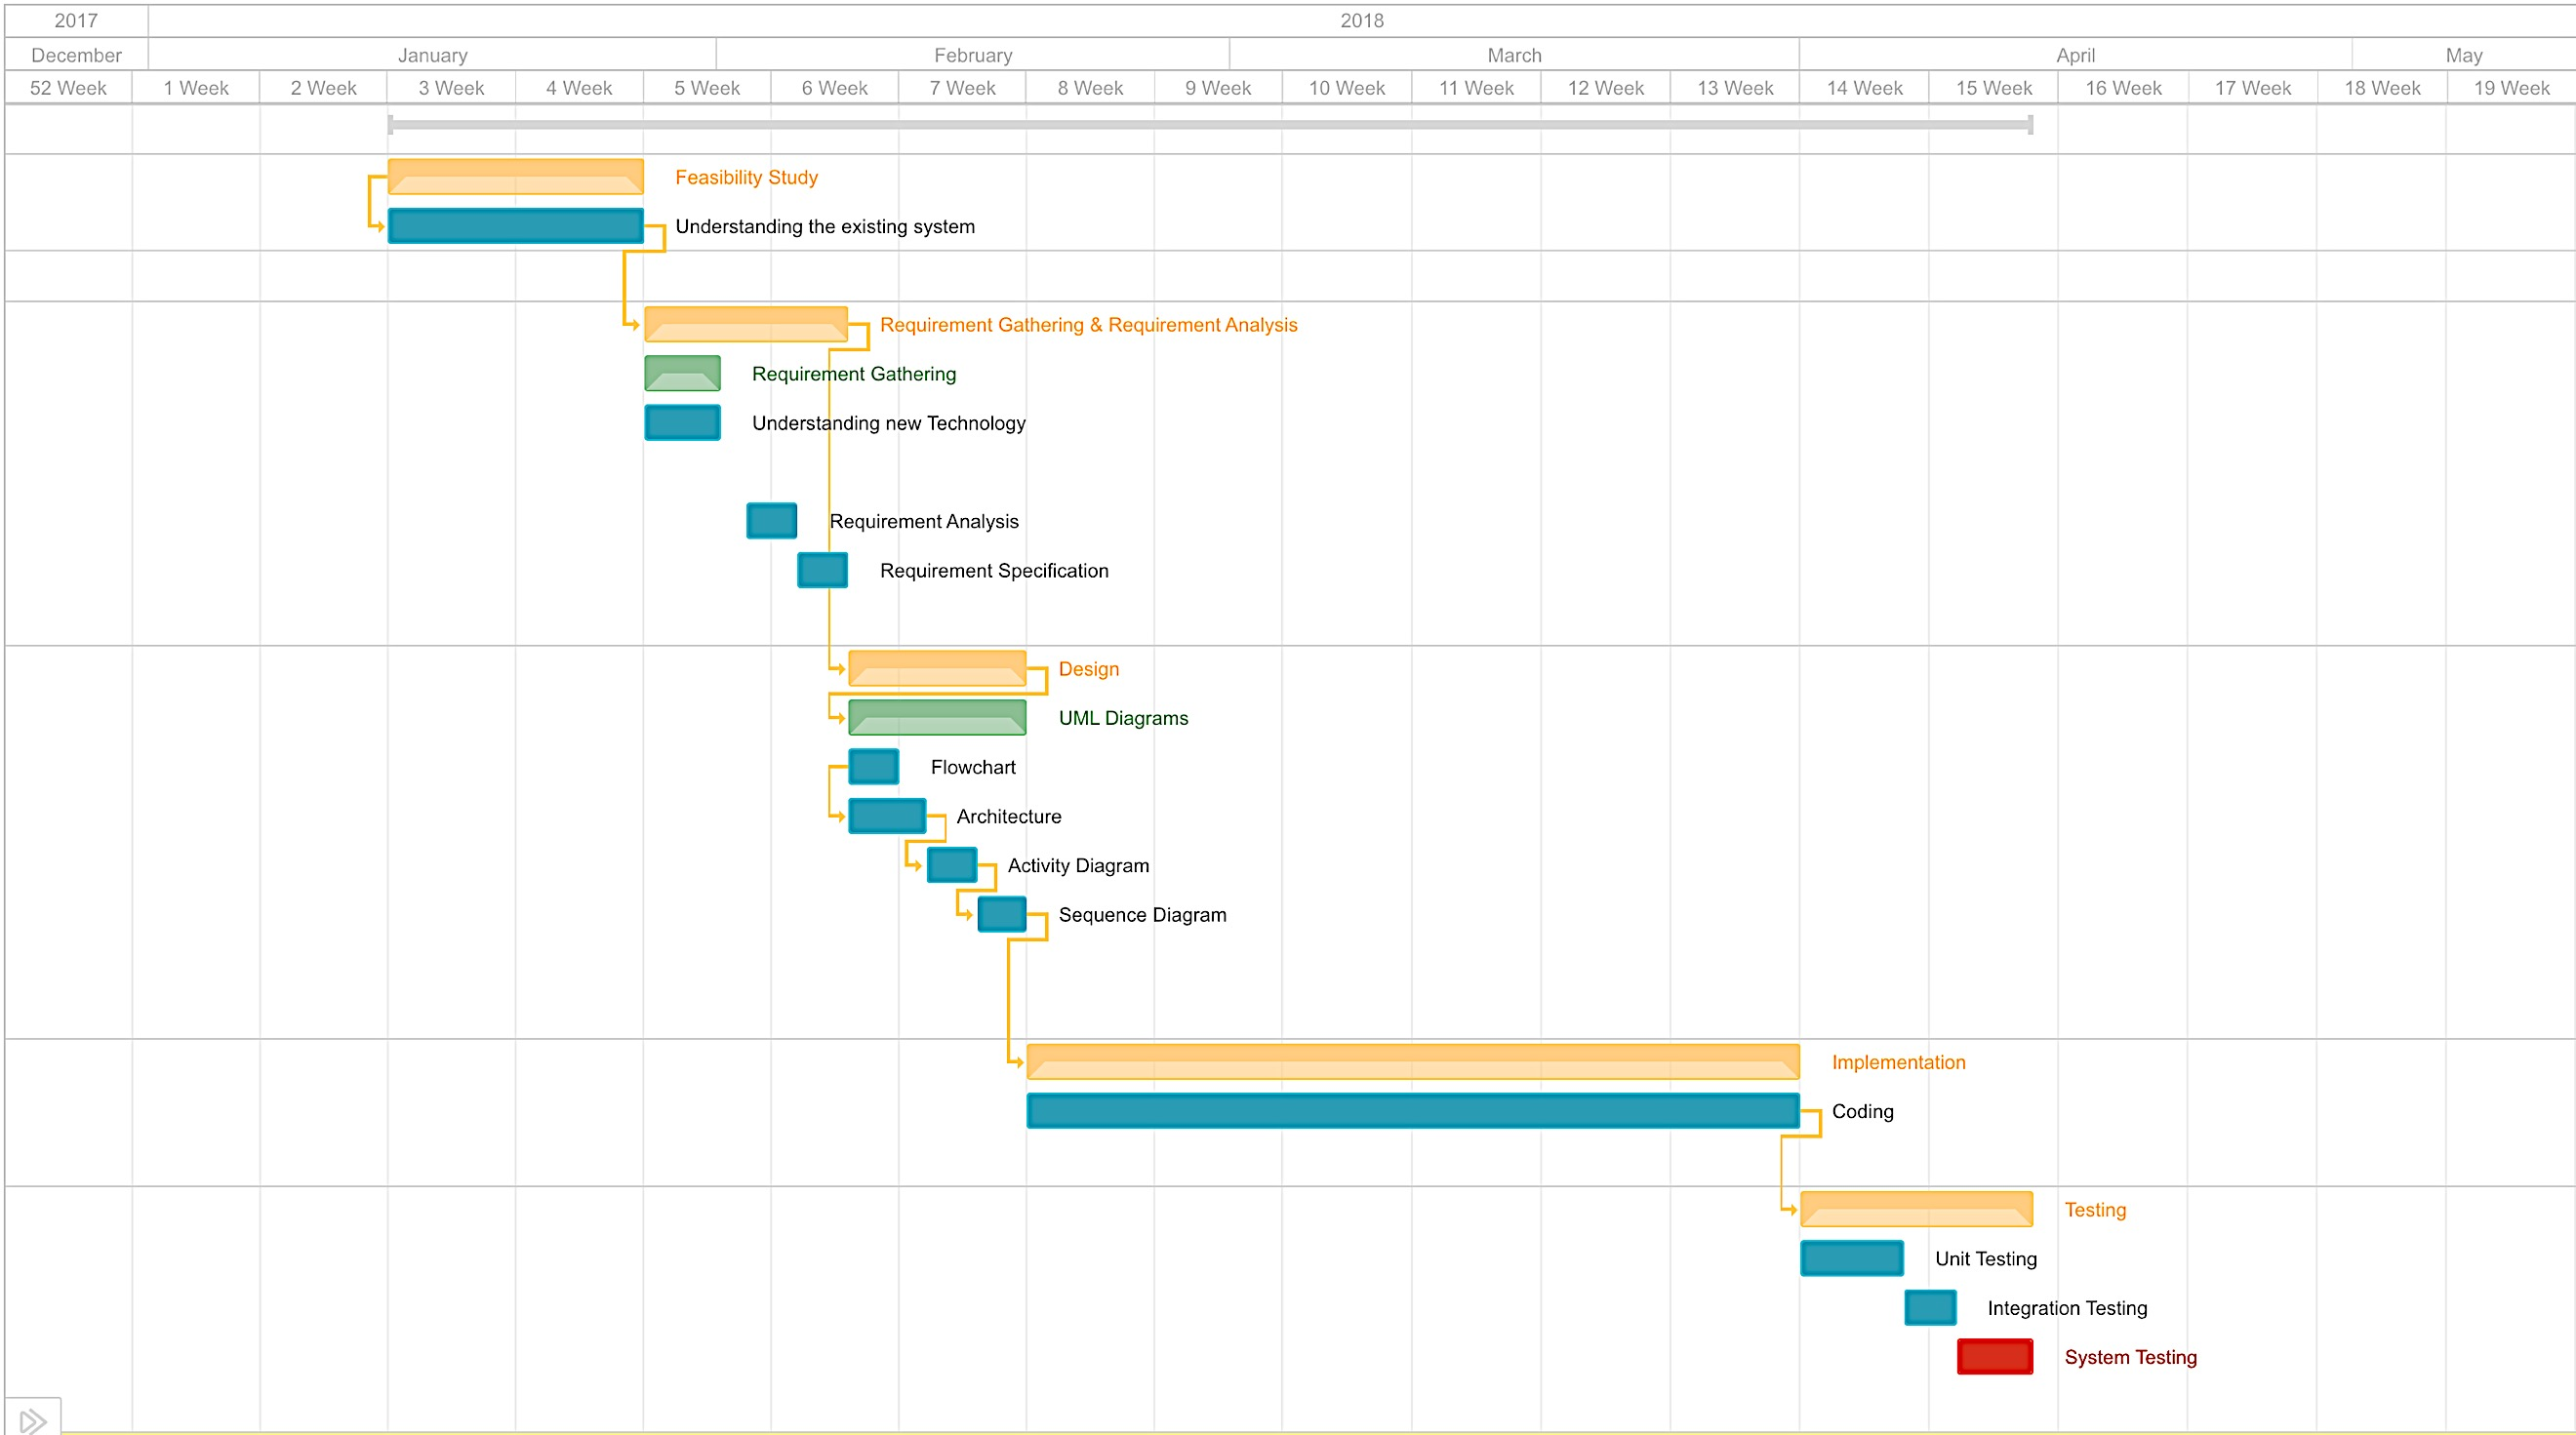 2017 2018
December January February March April May
52 Week 1 Week 2 Week 3 Week 4 Week 5 Week 6 Week 7 Week 8 Week 9 Week 10 Week 11 Week 12 Week 13 Week 14 Week 15 Week 16 Week 17 Week 18 Week 19 Week
Feasibility Study
Understanding the existing system
Requirement Gathering & Requirement Analysis
Requirement Gathering
Understanding new Technology
Requirement Analysis
Requirement Specification
Design
UML Diagrams
Flowchart
Architecture
Activity Diagram
Sequence Diagram
Implementation
Coding
Testing
Unit Testing
Integration Testing
System Testing